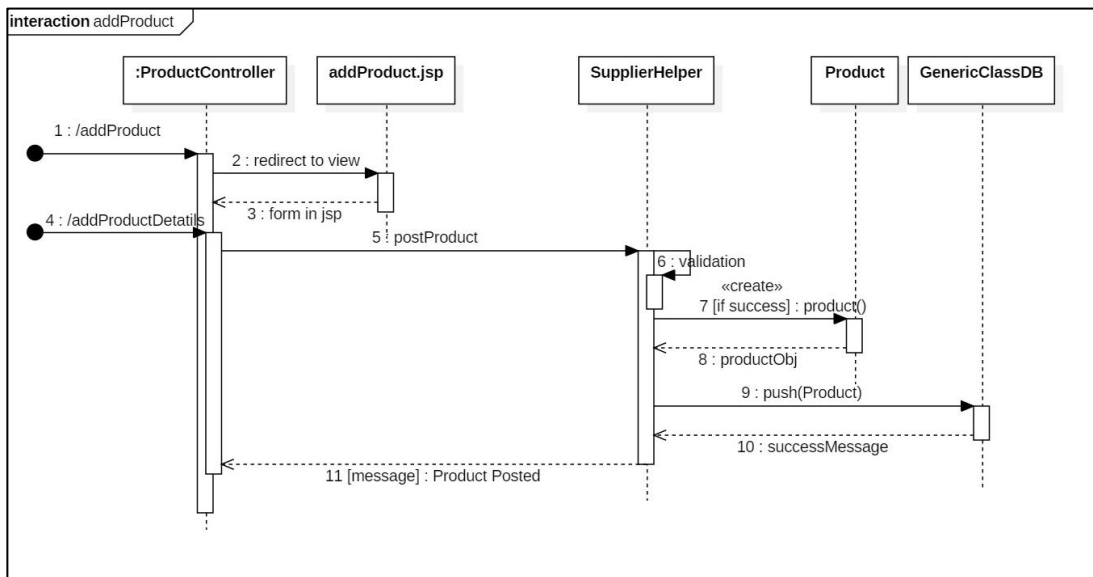 interaction addProduct
:ProductController
addProduct.jsp
SupplierHelper
Product
GenericClassDB
1 : /addProduct
2 : redirect to view
3 : form in jsp
4 : /addProductDetatils
5 : postProduct
6 : validation
«create»
7 [if success] : product()
8 : productObj
9 : push(Product)
10 : successMessage
11 [message] : Product Posted